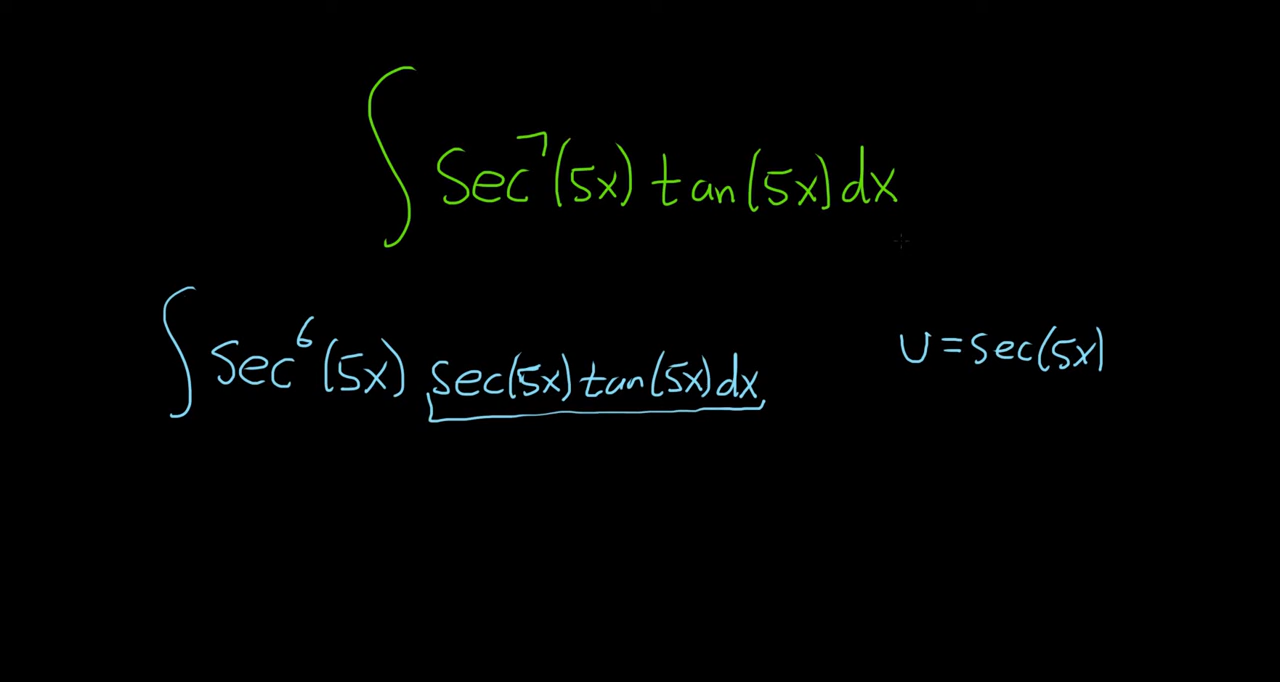 ∫ sec⁷(5x) tan(5x) dx
∫ sec⁶(5x) sec(5x) tan(5x) dx
u = sec(5x)